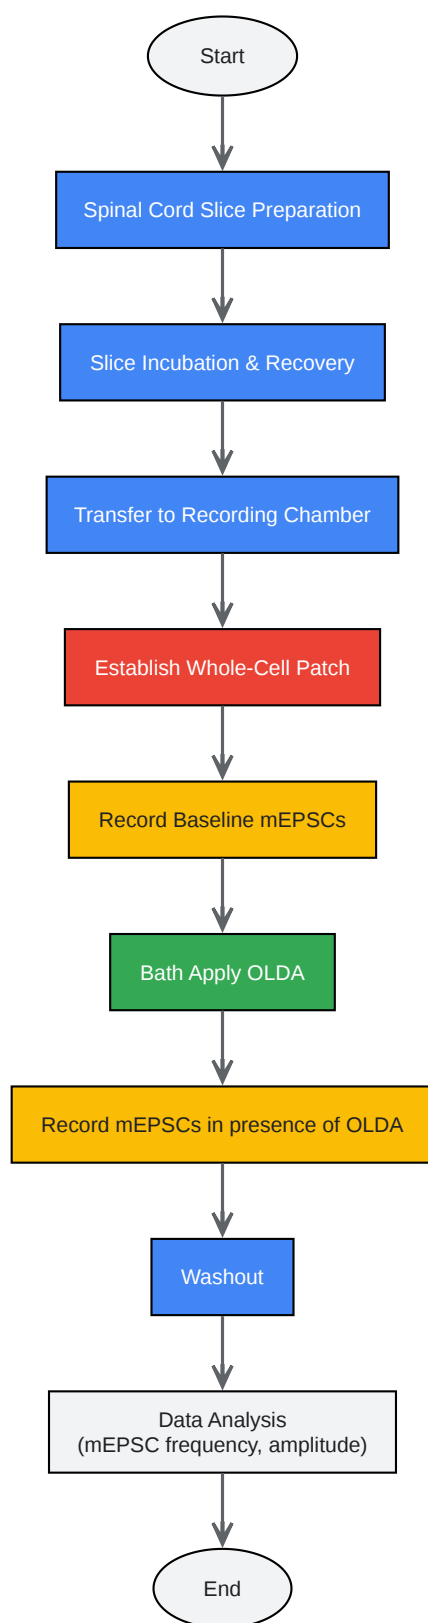 Start
Spinal Cord Slice Preparation
Slice Incubation & Recovery
Transfer to Recording Chamber
Establish Whole-Cell Patch
Record Baseline mEPSCs
Bath Apply OLDA
Record mEPSCs in presence of OLDA
Washout
Data Analysis
(mEPSC frequency, amplitude)
End